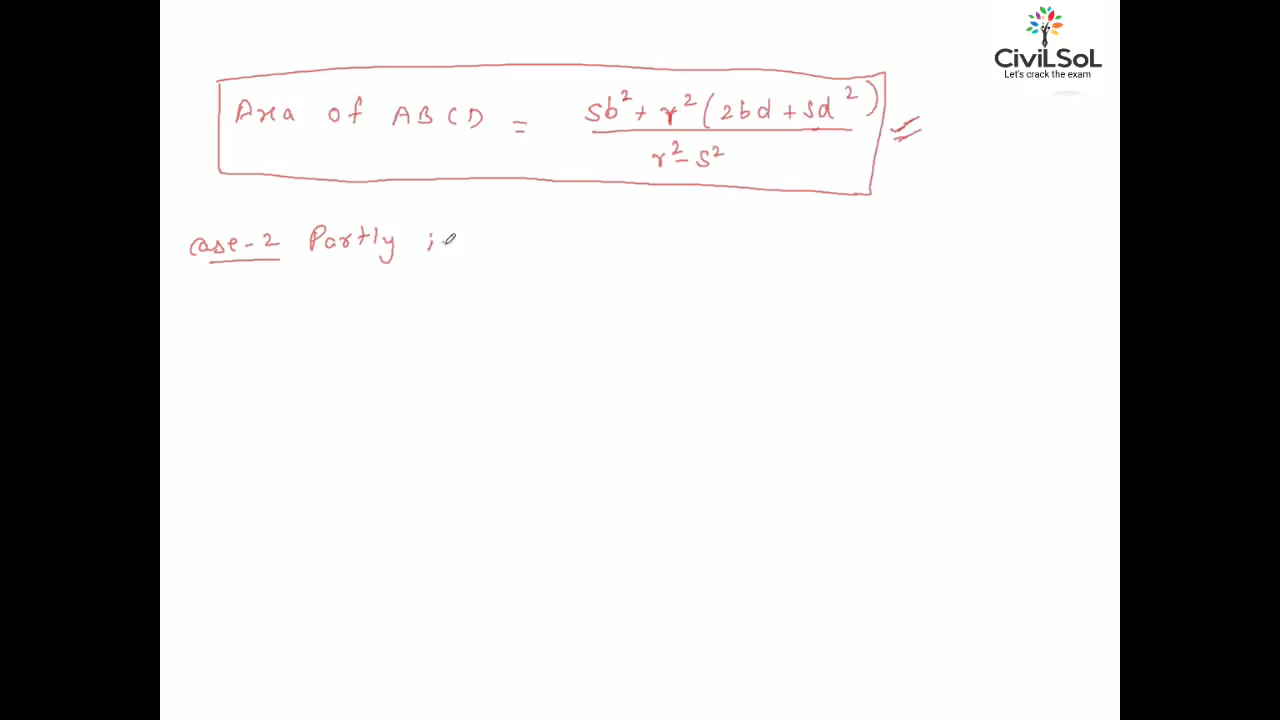 CiviLSoL
Let's crack the exam
Area of ABCD = sb² + r² (2bd + sd²) / r² - s²
Case-2 Partly i